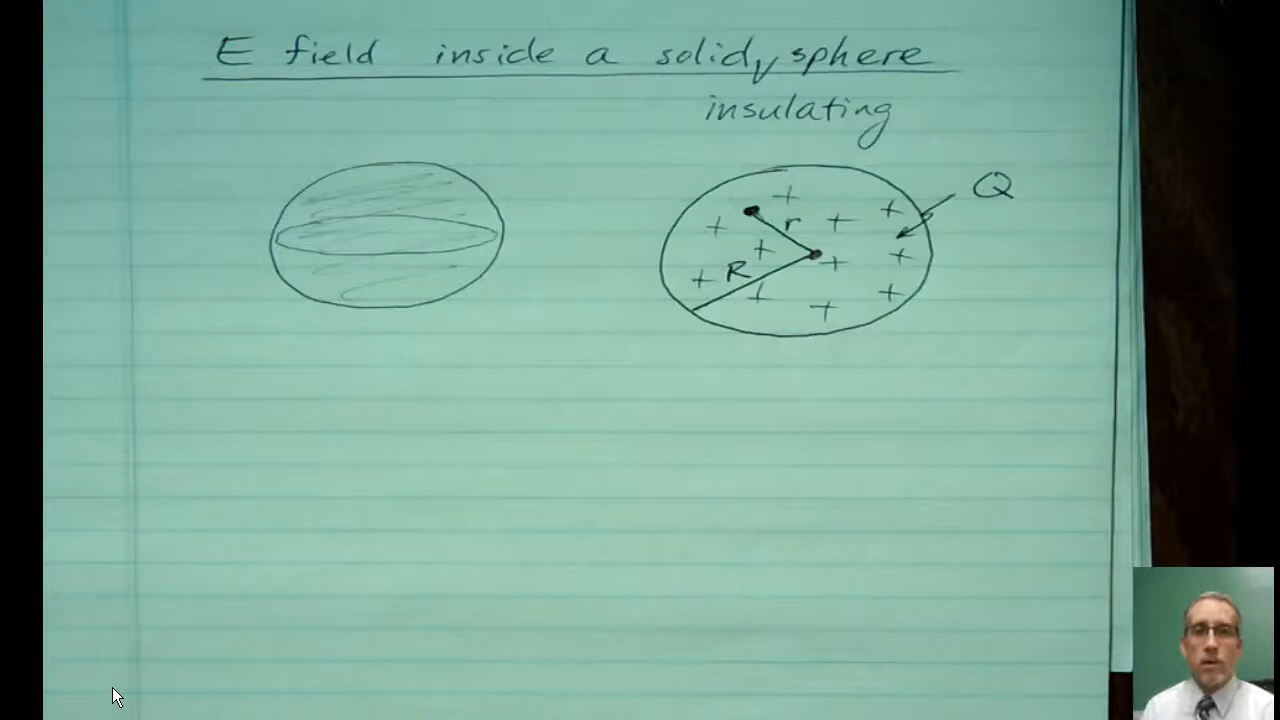 E field inside a solid sphere
insulating
Q
+ + + +
r
+ + R + + +
+ + + +